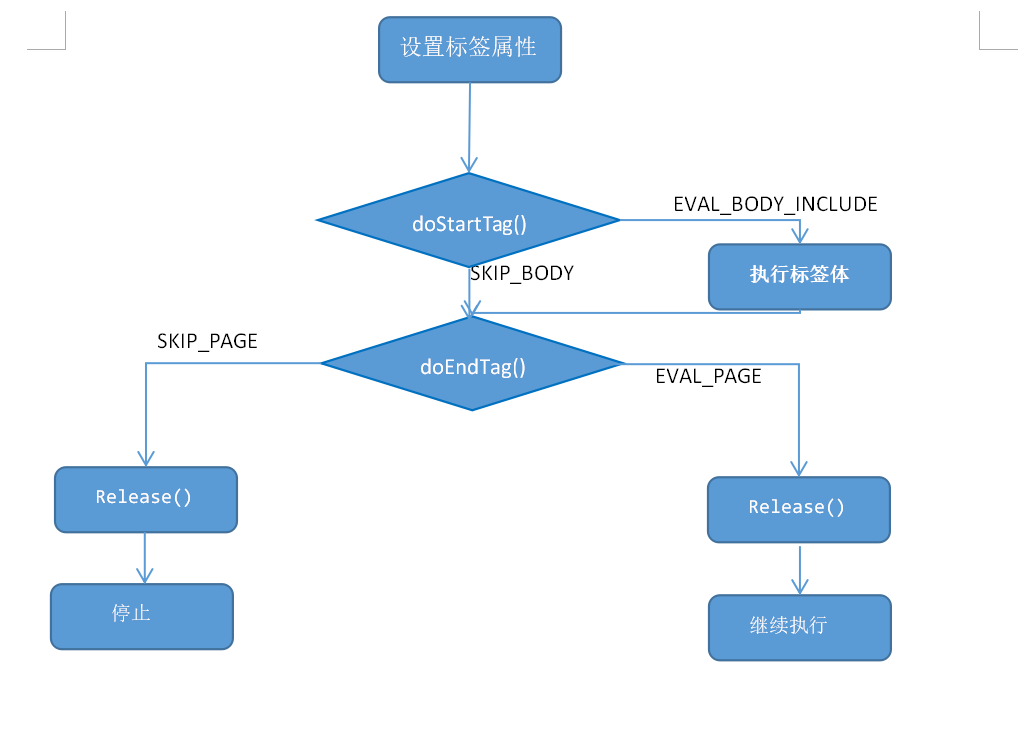 设置标签属性
EVAL_BODY_INCLUDE
doStartTag()
SKIP_BODY
执行标签体
SKIP_PAGE
doEndTag()
EVAL_PAGE
Release()
Release()
停止
继续执行